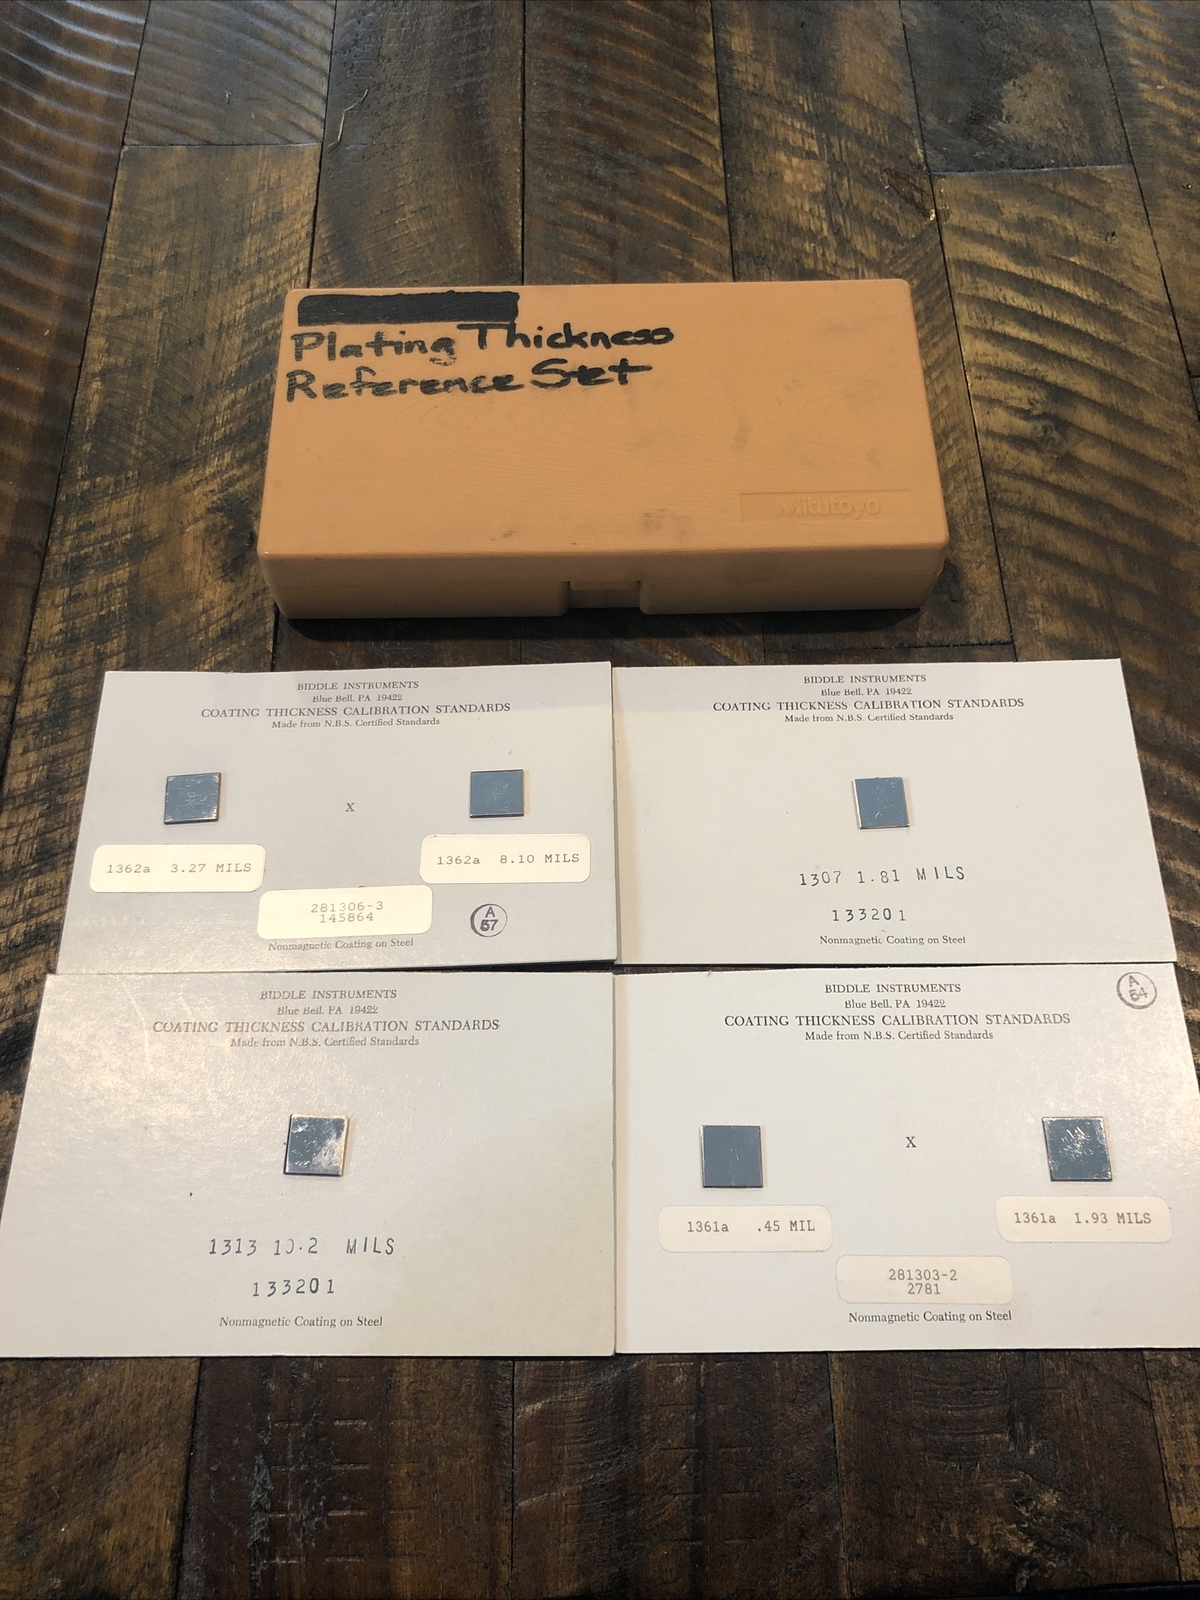 Plating Thickness
Reference Set
Mitutoyo
BIDDLE INSTRUMENTS
Blue Bell, PA 19422
COATING THICKNESS CALIBRATION STANDARDS
Made from N.B.S. Certified Standards
X
1362a 3.27 MILS
1362a 8.10 MILS
281306-3
145864
A
57
Nonmagnetic Coating on Steel
BIDDLE INSTRUMENTS
Blue Bell, PA 19422
COATING THICKNESS CALIBRATION STANDARDS
Made from N.B.S. Certified Standards
1307 1.81 MILS
133201
Nonmagnetic Coating on Steel
BIDDLE INSTRUMENTS
Blue Bell, PA 19422
COATING THICKNESS CALIBRATION STANDARDS
Made from N.B.S. Certified Standards
1313 10.2 MILS
133201
Nonmagnetic Coating on Steel
A
54
BIDDLE INSTRUMENTS
Blue Bell, PA 19422
COATING THICKNESS CALIBRATION STANDARDS
Made from N.B.S. Certified Standards
X
1361a .45 MIL
1361a 1.93 MILS
281303-2
2781
Nonmagnetic Coating on Steel